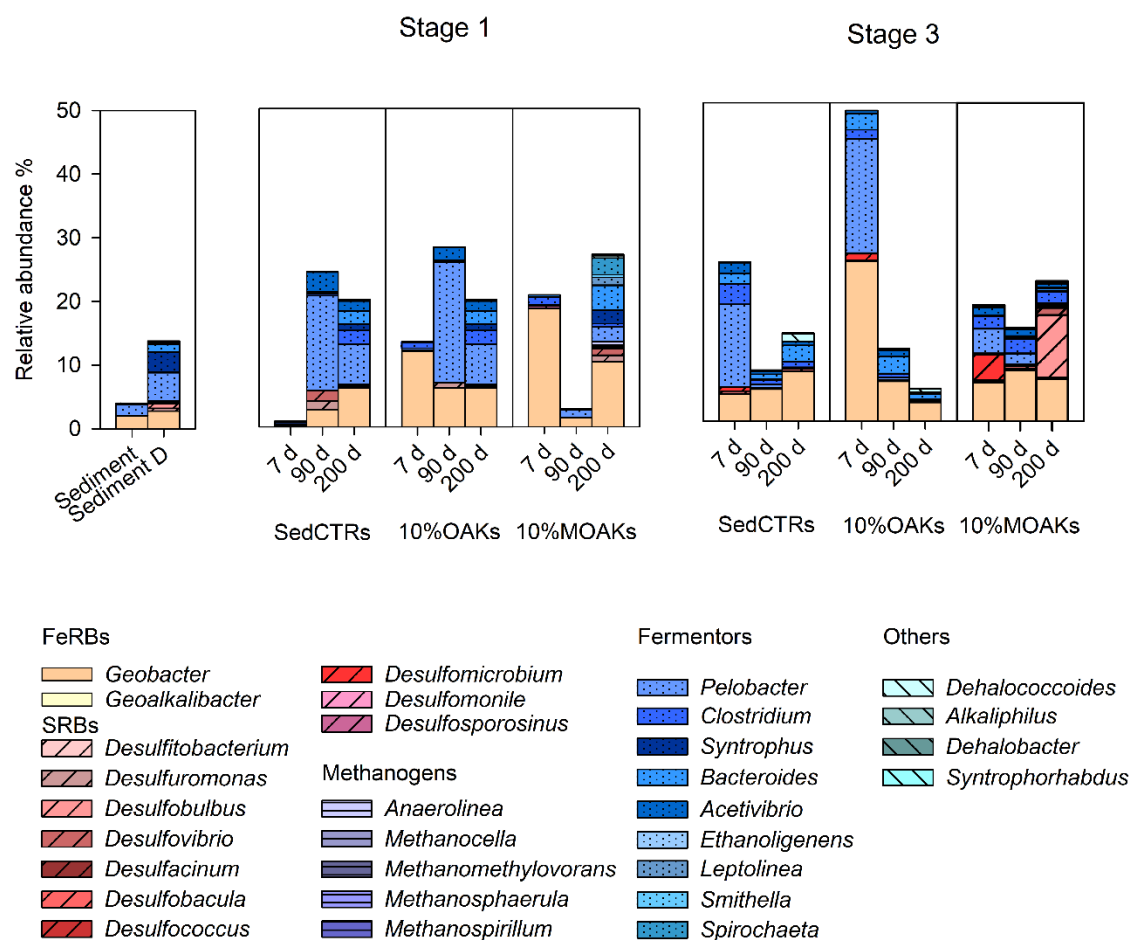 Stage 1
Stage 3
Relative abundance %
50
40
30
20
10
0
Sediment
Sediment D
7 d
90 d
200 d
7 d
90 d
200 d
7 d
90 d
200 d
7 d
90 d
200 d
7 d
90 d
200 d
7 d
90 d
200 d
SedCTRs
10%OAKs
10%MOAKs
SedCTRs
10%OAKs
10%MOAKs
FeRBs
Geobacter
Geoalkalibacter
SRBs
Desulfitobacterium
Desulfuromonas
Desulfobulbus
Desulfovibrio
Desulfacinum
Desulfobacula
Desulfococcus
Desulfomicrobium
Desulfomonile
Desulfosporosinus
Methanogens
Anaerolinea
Methanocella
Methanomethylovorans
Methanosphaerula
Methanospirillum
Fermentors
Pelobacter
Clostridium
Syntrophus
Bacteroides
Acetivibrio
Ethanoligenens
Leptolinea
Smithella
Spirochaeta
Others
Dehalococcoides
Alkaliphilus
Dehalobacter
Syntrophorhabdus